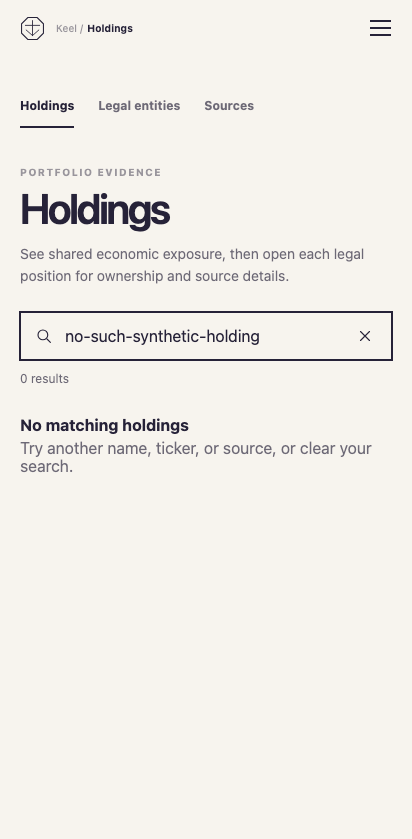 Keel / Holdings
Holdings Legal entities Sources
PORTFOLIO EVIDENCE
Holdings
See shared economic exposure, then open each legal
position for ownership and source details.
no-such-synthetic-holding
0 results
No matching holdings
Try another name, ticker, or source, or clear your
search.